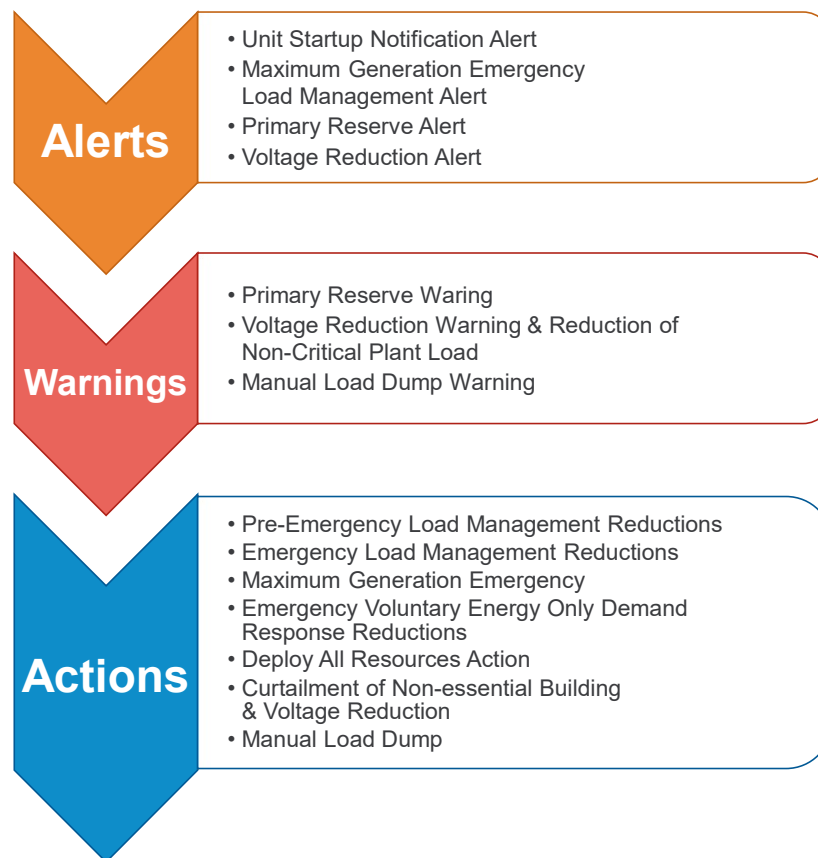 Alerts
• Unit Startup Notification Alert
• Maximum Generation Emergency
Load Management Alert
• Primary Reserve Alert
• Voltage Reduction Alert
Warnings
• Primary Reserve Waring
• Voltage Reduction Warning & Reduction of
Non-Critical Plant Load
• Manual Load Dump Warning
Actions
• Pre-Emergency Load Management Reductions
• Emergency Load Management Reductions
• Maximum Generation Emergency
• Emergency Voluntary Energy Only Demand
Response Reductions
• Deploy All Resources Action
• Curtailment of Non-essential Building
& Voltage Reduction
• Manual Load Dump